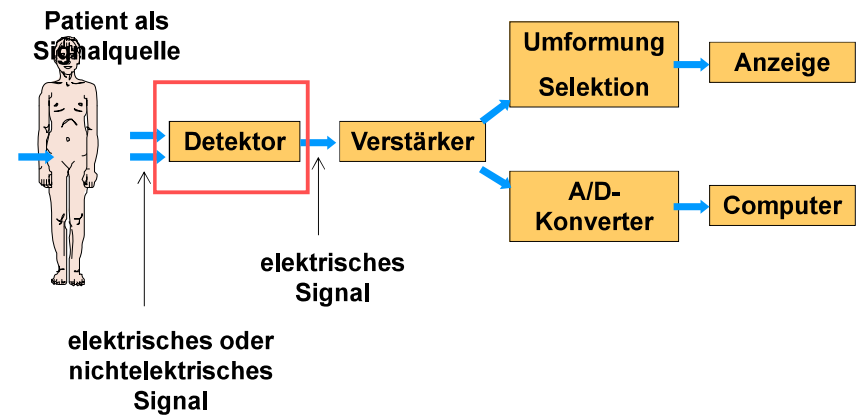 Patient als
Signalquelle
Detektor
Verstärker
Umformung
Selektion
Anzeige
A/D-
Konverter
Computer
elektrisches
Signal
elektrisches oder
nichtelektrisches
Signal